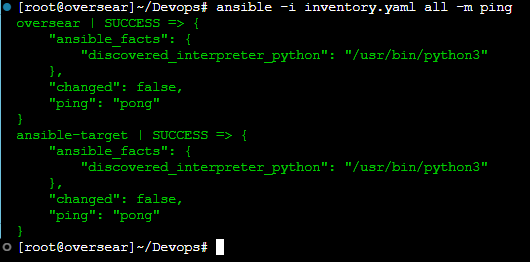 [root@oversear]~/Devops# ansible -i inventory.yaml all -m ping
oversear | SUCCESS => {
    "ansible_facts": {
        "discovered_interpreter_python": "/usr/bin/python3"
    },
    "changed": false,
    "ping": "pong"
}
ansible-target | SUCCESS => {
    "ansible_facts": {
        "discovered_interpreter_python": "/usr/bin/python3"
    },
    "changed": false,
    "ping": "pong"
}
[root@oversear]~/Devops#